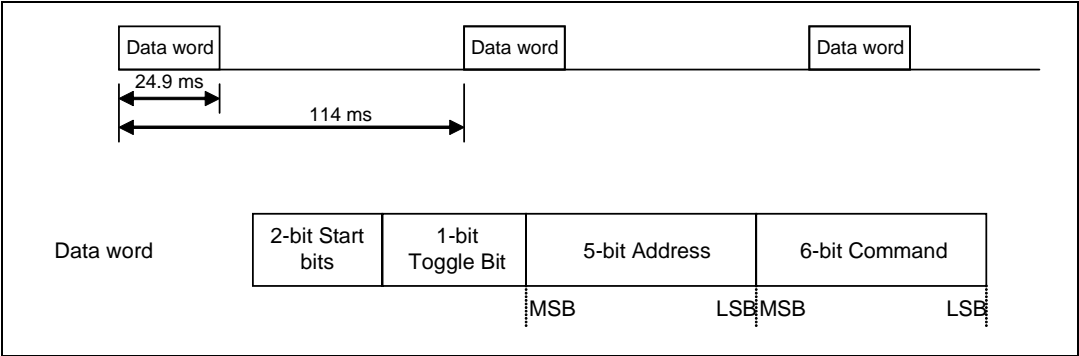 Data word Data word Data word
24.9 ms
114 ms
Data word
2-bit Start
bits
1-bit
Toggle Bit
5-bit Address
6-bit Command
MSB LSB MSB LSB